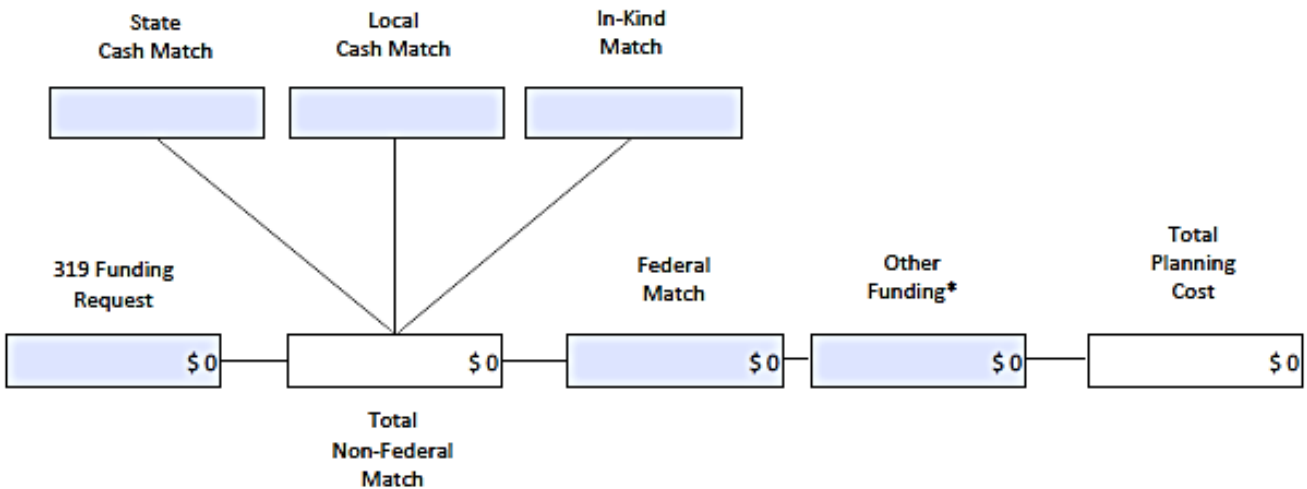 State
Cash Match
Local
Cash Match
In-Kind
Match
319 Funding
Request
Federal
Match
Other
Funding*
Total
Planning
Cost
$ 0
$ 0
$ 0
$ 0
$ 0
Total
Non-Federal
Match